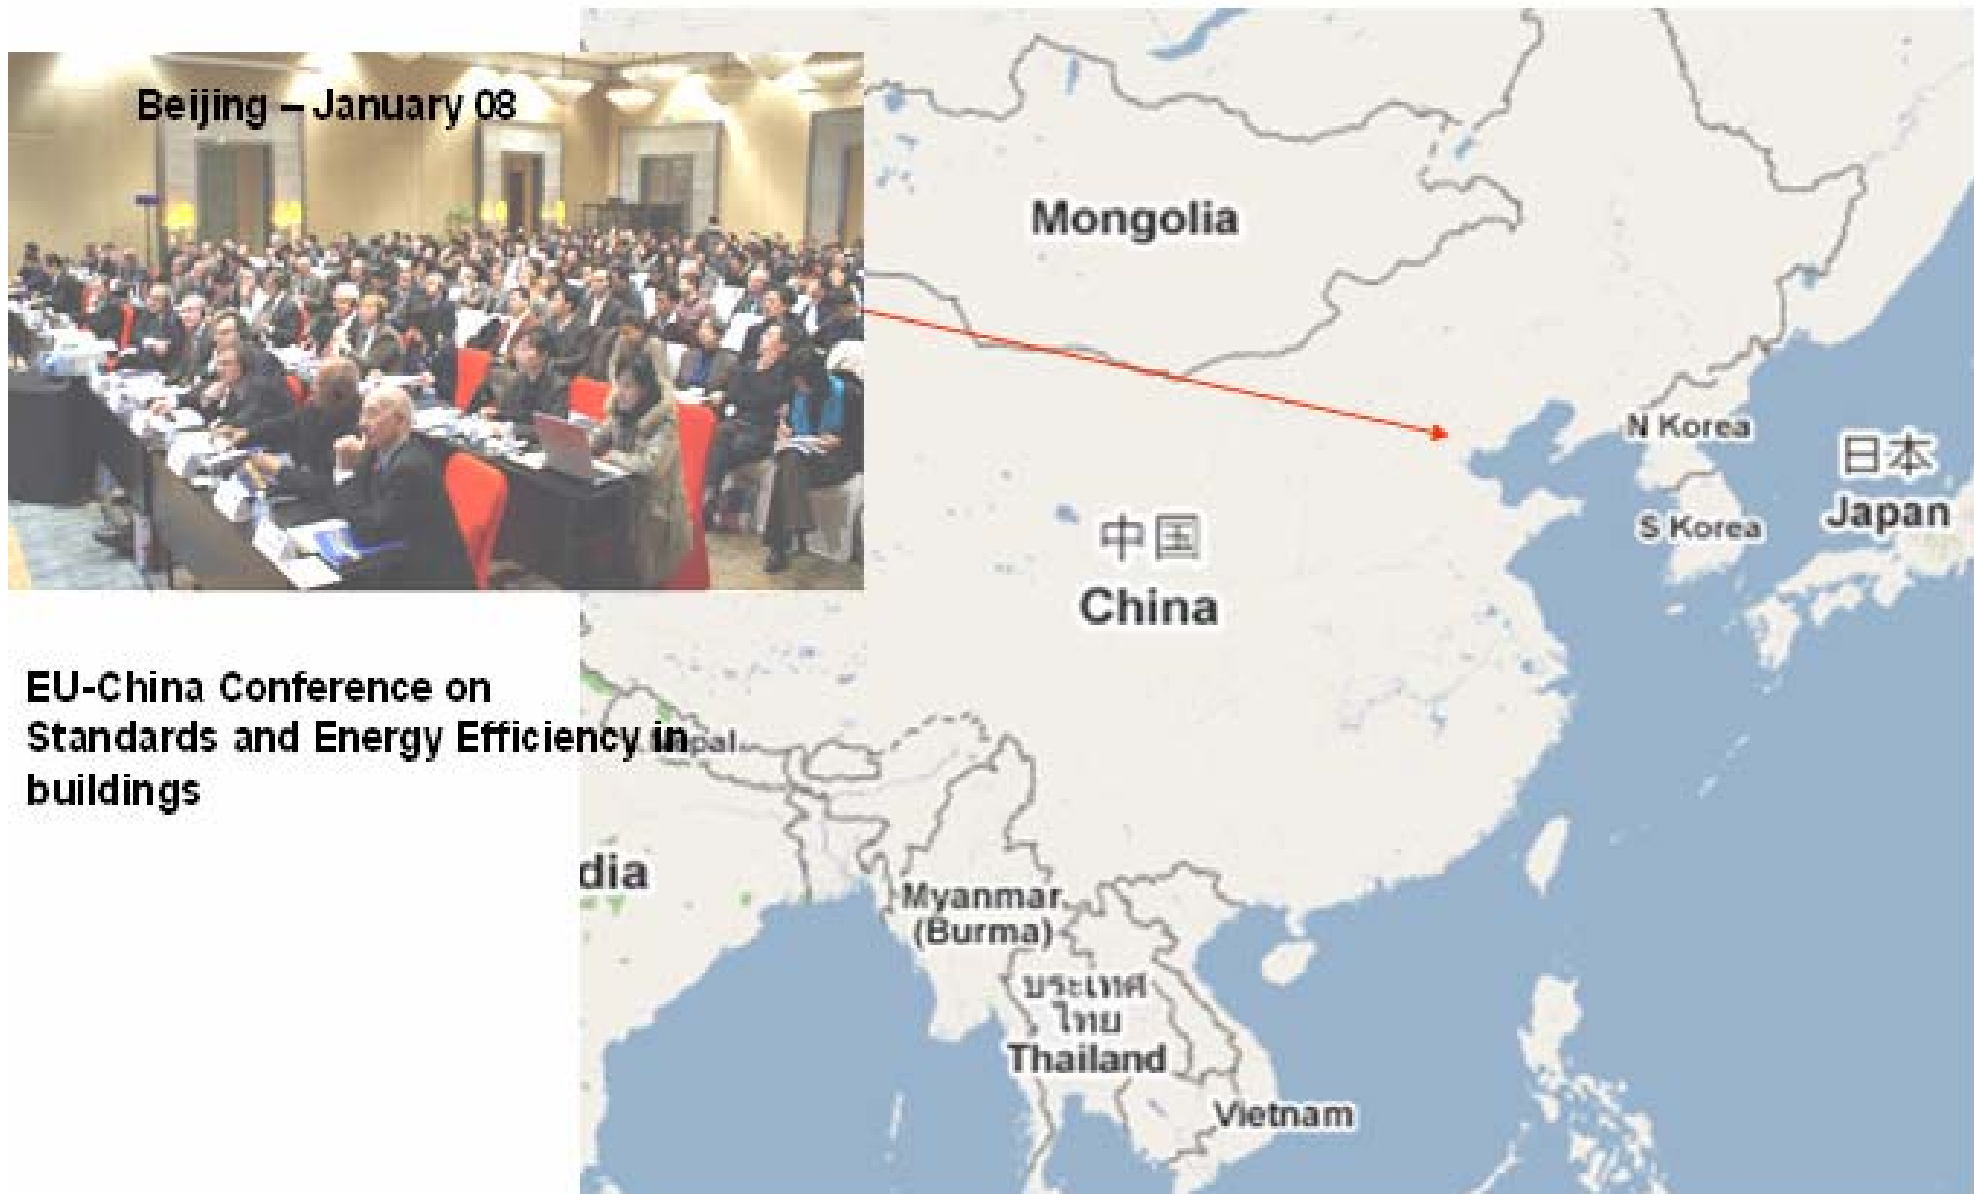 Beijing – January 08
Mongolia
N Korea
日本
Japan
中国
China
S Korea
EU-China Conference on
Standards and Energy Efficiency in
buildings
dia
Myanmar
(Burma)
ประเทศ
ไทย
Thailand
Vietnam